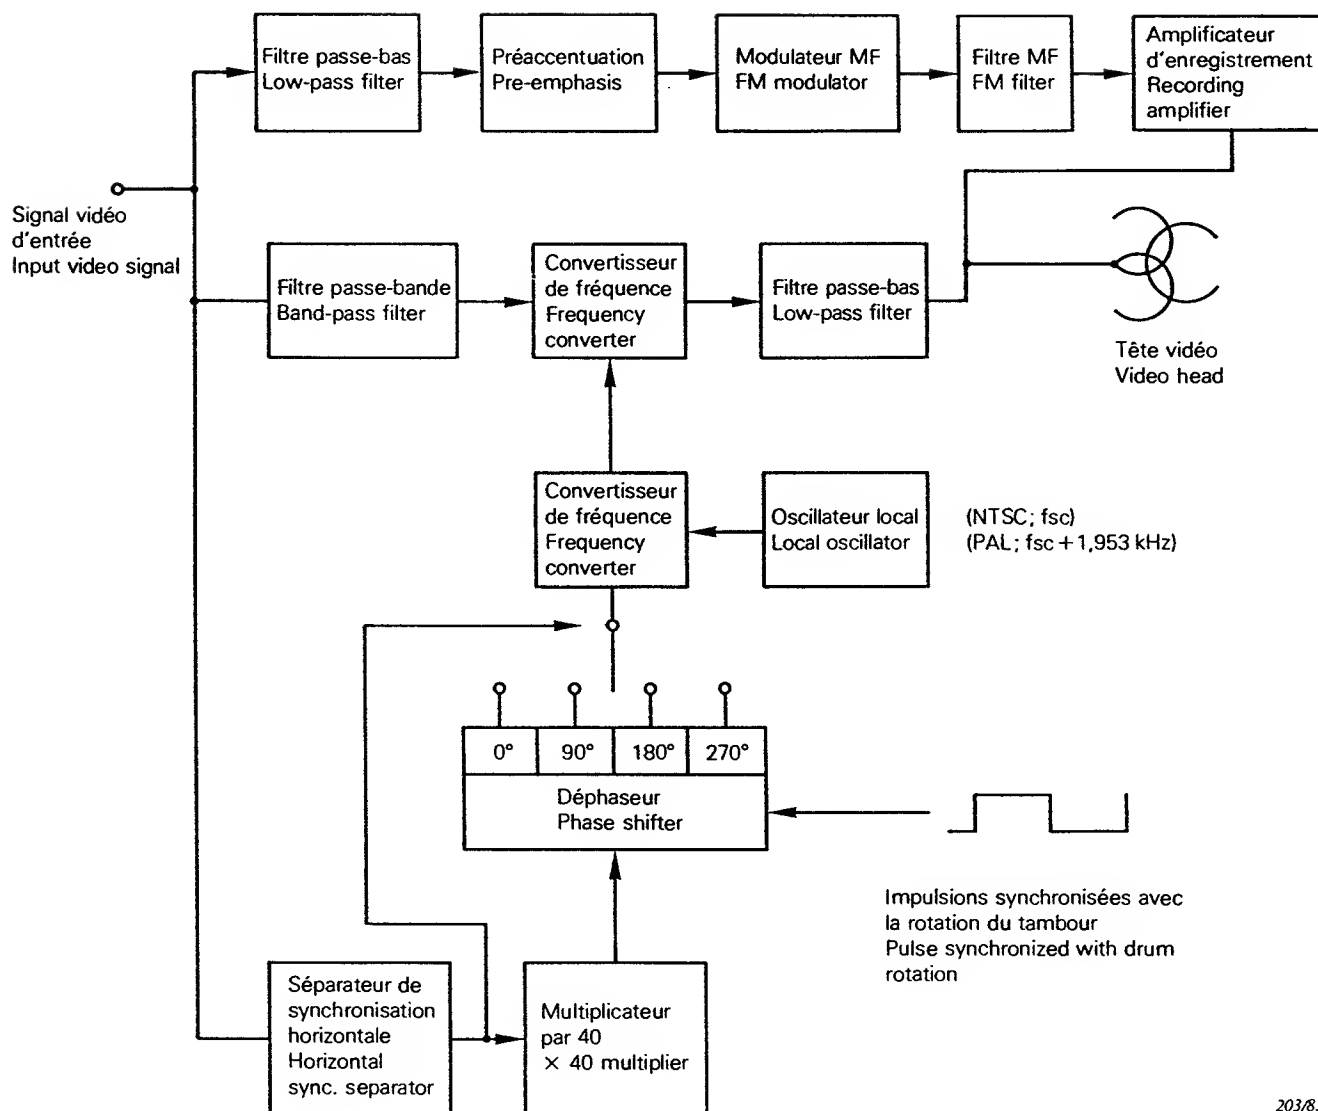 Filtre passe-bas
Low-pass filter
Préaccentuation
Pre-emphasis
Modulateur MF
FM modulator
Filtre MF
FM filter
Amplificateur
d'enregistrement
Recording
amplifier
Signal vidéo
d'entrée
Input video signal
Filtre passe-bande
Band-pass filter
Convertisseur
de fréquence
Frequency
converter
Filtre passe-bas
Low-pass filter
Tête vidéo
Video head
Convertisseur
de fréquence
Frequency
converter
Oscillateur local
Local oscillator
(NTSC; fsc)
(PAL; fsc + 1,953 kHz)
0° 90° 180° 270°
Déphaseur
Phase shifter
Impulsions synchronisées avec
la rotation du tambour
Pulse synchronized with drum
rotation
Séparateur de
synchronisation
horizontale
Horizontal
sync. separator
Multiplicateur
par 40
× 40 multiplier